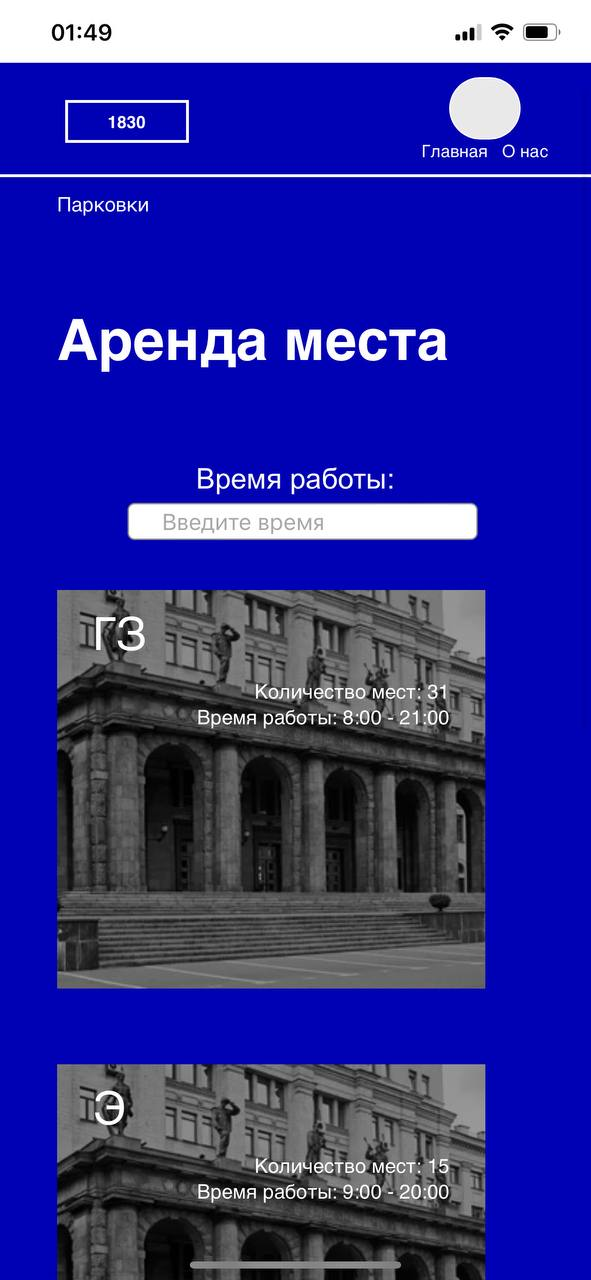 01:49
1830
Главная О нас
Парковки
Аренда места
Время работы:
Введите время
ГЗ
Количество мест: 31
Время работы: 8:00 - 21:00
Э
Количество мест: 15
Время работы: 9:00 - 20:00